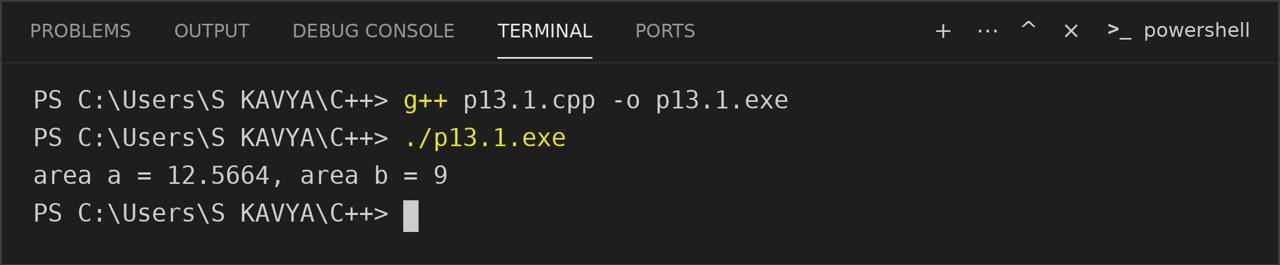 PROBLEMS OUTPUT DEBUG CONSOLE TERMINAL PORTS + ··· ^ × >_ powershell
PS C:\Users\S KAVYA\C++> g++ p13.1.cpp -o p13.1.exe
PS C:\Users\S KAVYA\C++> ./p13.1.exe
area a = 12.5664, area b = 9
PS C:\Users\S KAVYA\C++>